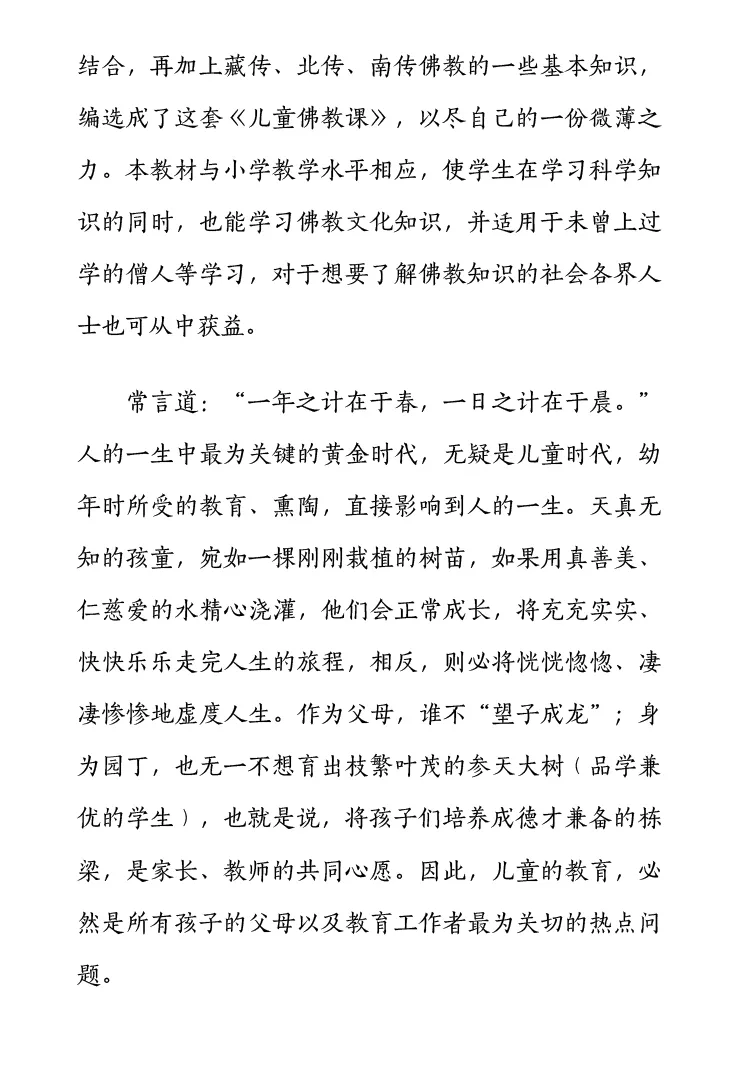 结合，再加上藏传、北传、南传佛教的一些基本知识，
编选成了这套《儿童佛教课》，以尽自己的一份微薄之
力。本教材与小学教学水平相应，使学生在学习科学知
识的同时，也能学习佛教文化知识，并适用于未曾上过
学的僧人等学习，对于想要了解佛教知识的社会各界人
士也可从中获益。
常言道：“一年之计在于春，一日之计在于晨。”
人的一生中最为关键的黄金时代，无疑是儿童时代，幼
年时所受的教育、熏陶，直接影响到人的一生。天真无
知的孩童，宛如一棵刚刚栽植的树苗，如果用真善美、
仁慈爱的水精心浇灌，他们会正常成长，将充充实实、
快快乐乐走完人生的旅程，相反，则必将恍恍惚惚、凄
凄惨惨地虚度人生。作为父母，谁不“望子成龙”；身
为园丁，也无一不想育出枝繁叶茂的参天大树（品学兼
优的学生），也就是说，将孩子们培养成德才兼备的栋
梁，是家长、教师的共同心愿。因此，儿童的教育，必
然是所有孩子的父母以及教育工作者最为关切的热点问
题。